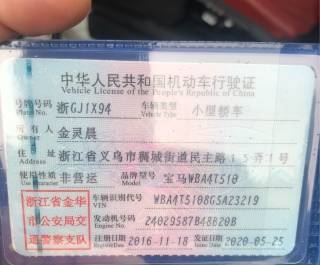 中华人民共和国机动车行驶证
Vehicle License of the People's Republic of China
号牌号码 浙GJ1X94 车辆类型 小型轿车
Plate No. Vehicle Type
所有人 金灵晨
Owner
住址 浙江省义乌市稠城街道民主路15弄1号
Address
使用性质 非营运 品牌型号 宝马WBA4T510
Use Character Model
浙江省金华 车辆识别代号 WBA4T5108G5A23219
VIN
市公安局交 发动机号码 24029587B48B20B
Engine No.
通警察支队 注册日期 2016-11-18 发证日期 2020-05-25
Register Date Issue Date